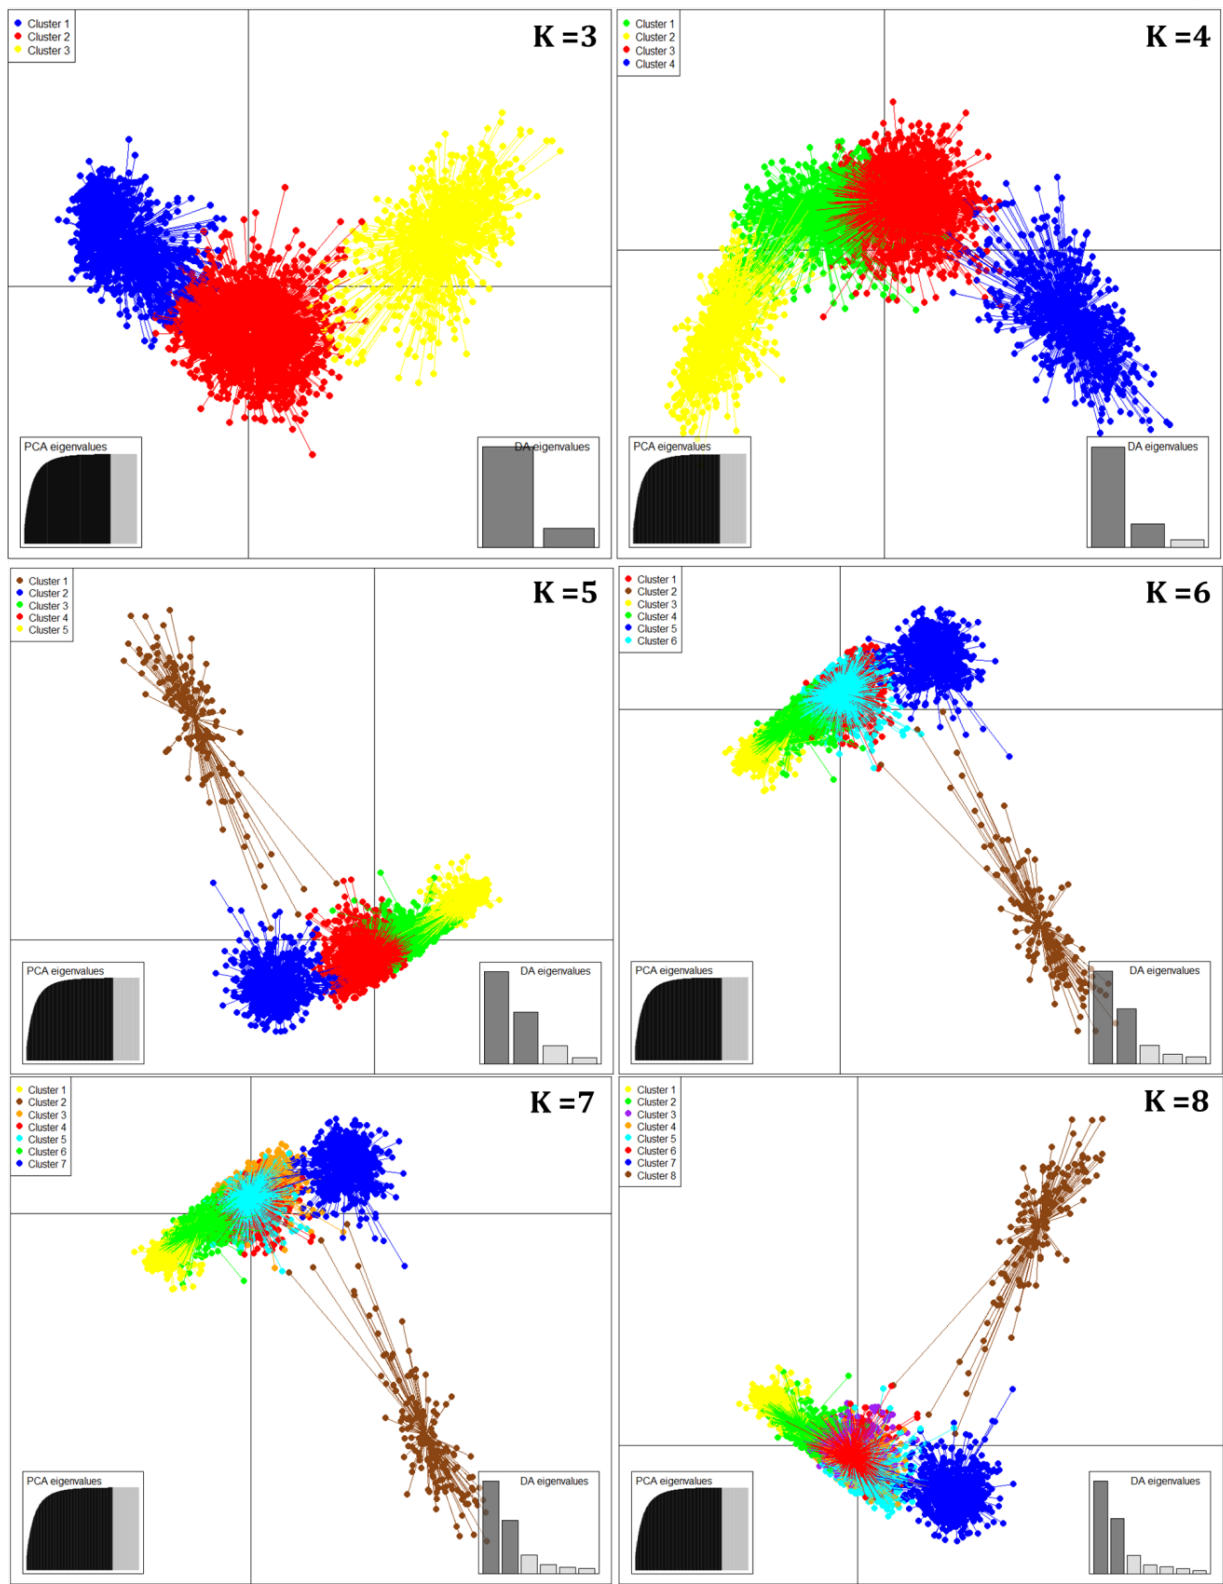 Cluster 1
Cluster 2
Cluster 3
K =3
PCA eigenvalues
DA eigenvalues
Cluster 1
Cluster 2
Cluster 3
Cluster 4
K =4
PCA eigenvalues
DA eigenvalues
Cluster 1
Cluster 2
Cluster 3
Cluster 4
Cluster 5
K =5
PCA eigenvalues
DA eigenvalues
Cluster 1
Cluster 2
Cluster 3
Cluster 4
Cluster 5
Cluster 6
K =6
PCA eigenvalues
DA eigenvalues
Cluster 1
Cluster 2
Cluster 3
Cluster 4
Cluster 5
Cluster 6
Cluster 7
K =7
PCA eigenvalues
DA eigenvalues
Cluster 1
Cluster 2
Cluster 3
Cluster 4
Cluster 5
Cluster 6
Cluster 7
Cluster 8
K =8
PCA eigenvalues
DA eigenvalues